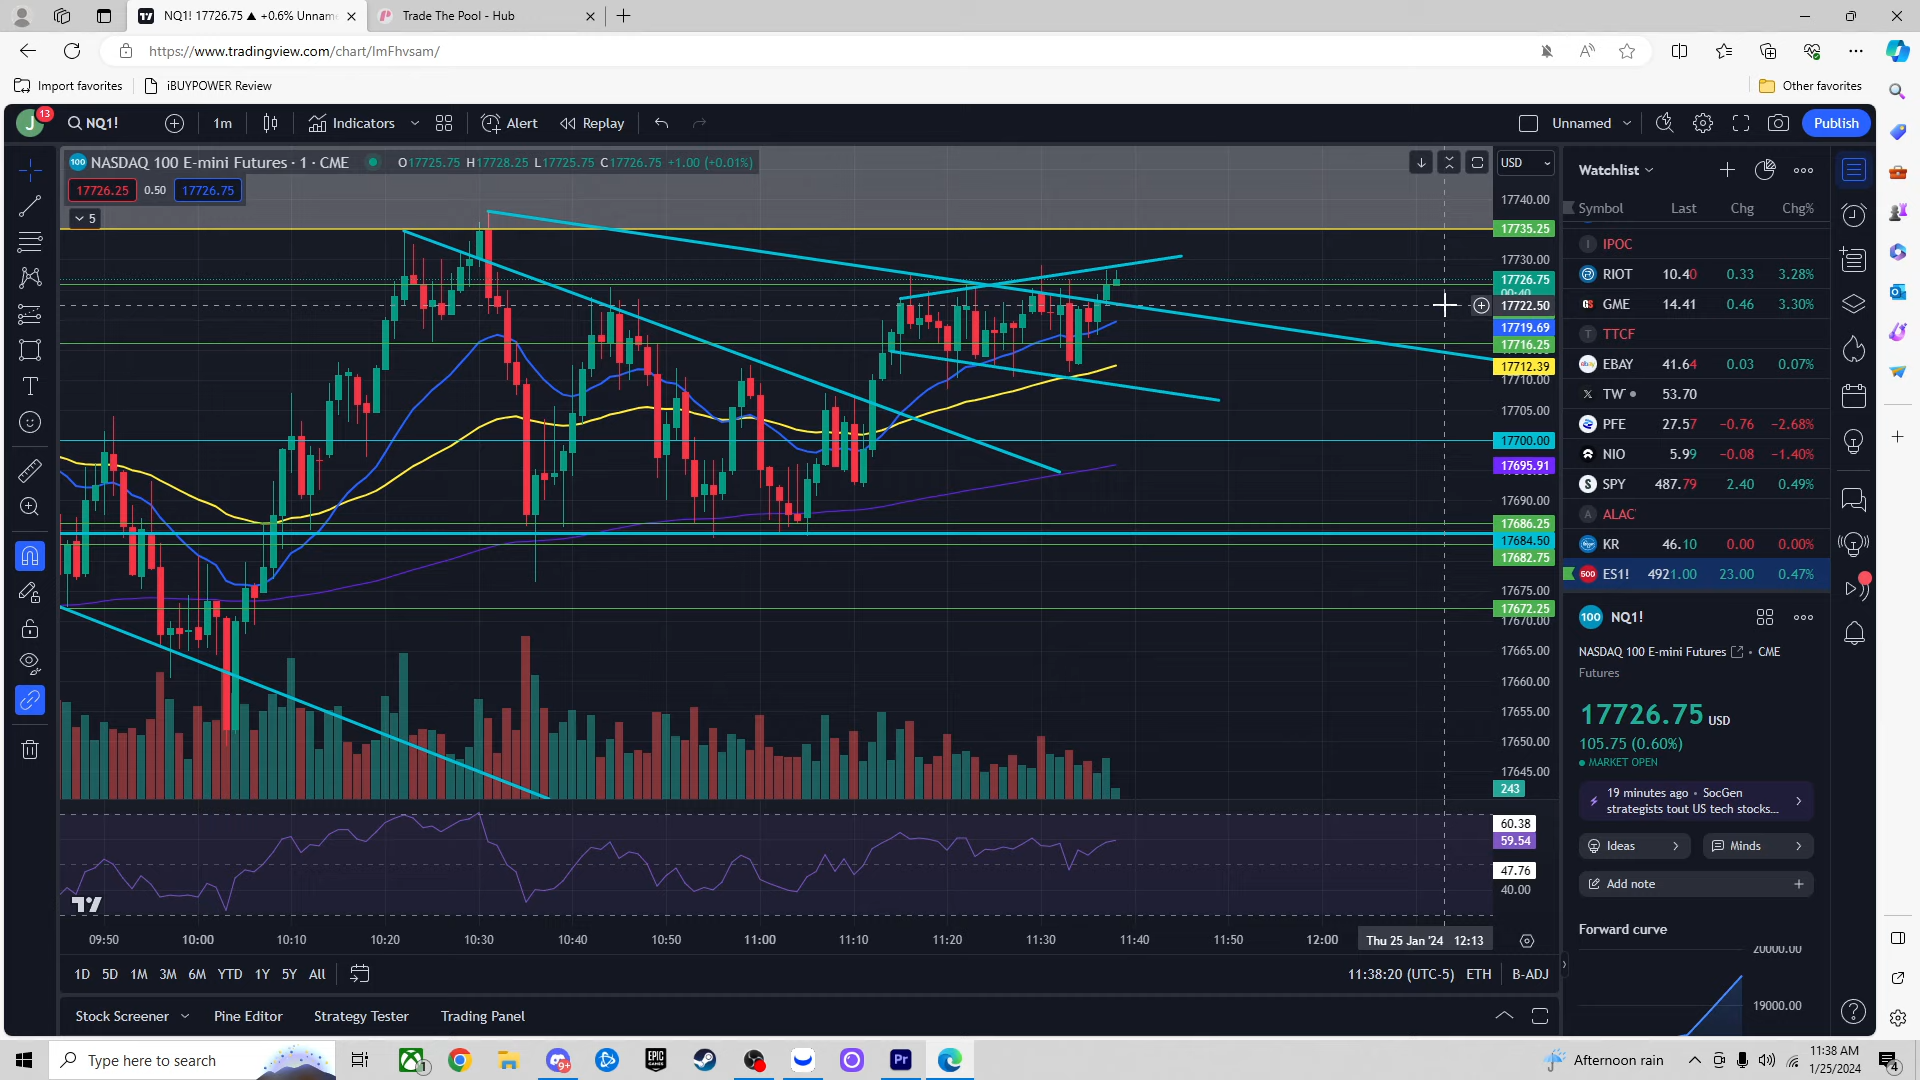 NQ1! 17726.75 ▲ +0.6% Unnam
Trade The Pool - Hub
https://www.tradingview.com/chart/lmFhvsam/
Import favorites
iBUYPOWER Review
Other favorites
J
13
NQ1!
1m
Indicators
Alert
Replay
Unnamed
Publish
100 NASDAQ 100 E-mini Futures · 1 · CME
O17725.75 H17728.25 L17725.75 C17726.75 +1.00 (+0.01%)
17726.25 0.50 17726.75
5
USD
17740.00
17735.25
17730.00
17726.75
00:40
17722.50
17719.69
17716.25
17712.39
17710.00
17705.00
17700.00
17695.91
17690.00
17686.25
17684.50
17682.75
17675.00
17672.25
17670.00
17665.00
17660.00
17655.00
17650.00
17645.00
243
60.38
59.54
47.76
40.00
09:50 10:00 10:10 10:20 10:30 10:40 10:50 11:00 11:10 11:20 11:30 11:40 11:50 12:00 Thu 25 Jan '24 12:13
1D 5D 1M 3M 6M YTD 1Y 5Y All
11:38:20 (UTC-5) ETH B-ADJ
Stock Screener Pine Editor Strategy Tester Trading Panel
Watchlist
Symbol Last Chg Chg%
I IPOC
RIOT 10.40 0.33 3.28%
GME 14.41 0.46 3.30%
T TTCF
EBAY 41.64 0.03 0.07%
TW 53.70
PFE 27.57 −0.76 −2.68%
NIO 5.99 −0.08 −1.40%
S SPY 487.79 2.40 0.49%
A ALAC
KR 46.10 0.00 0.00%
500 ES1! 4921.00 23.00 0.47%
100 NQ1!
NASDAQ 100 E-mini Futures • CME
Futures
17726.75 USD
105.75 (0.60%)
MARKET OPEN
19 minutes ago • SocGen
strategists tout US tech stocks...
Ideas
Minds
Add note
Forward curve
20000.00
19000.00
Type here to search
1
9+
EPIC
GAMES
Pr
Afternoon rain
11:38 AM
1/25/2024
4